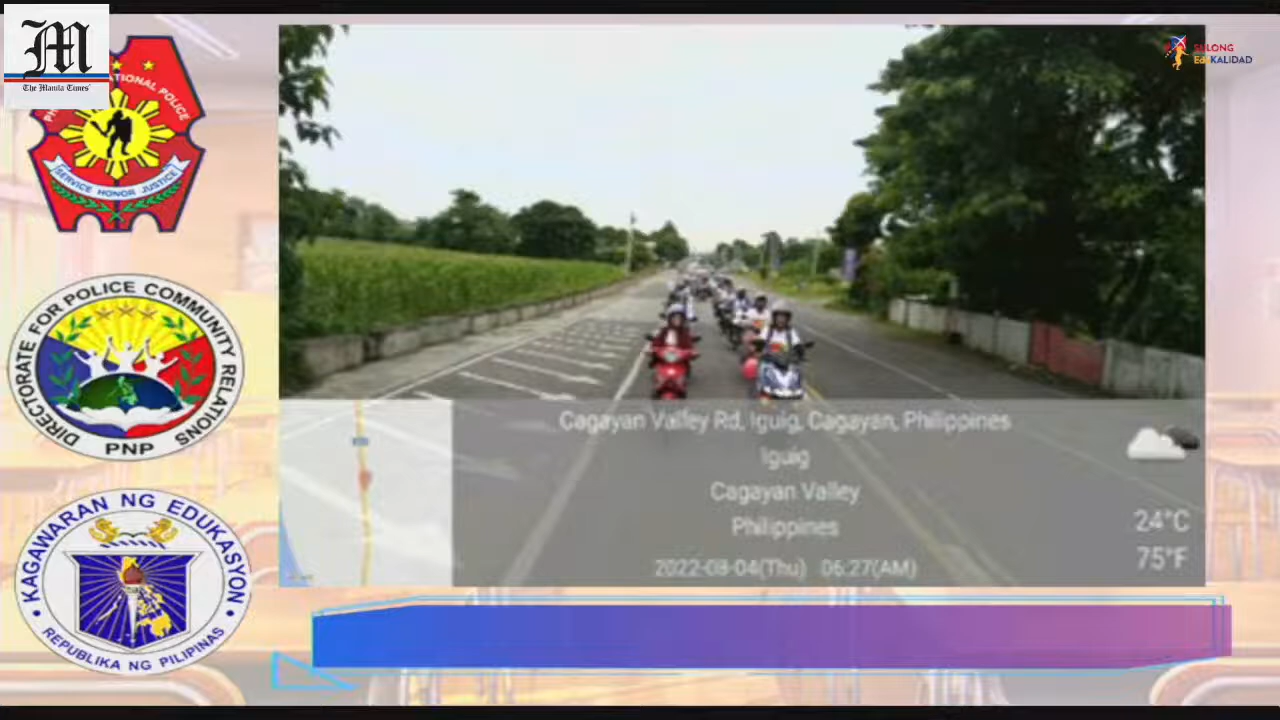 M
The Manila Times
PHILIPPINE NATIONAL POLICE
SERVICE HONOR JUSTICE
DIRECTORATE FOR POLICE COMMUNITY RELATIONS
PNP
KAGAWARAN NG EDUKASYON
REPUBLIKA NG PILIPINAS
SULONG
EduKALIDAD
Cagayan Valley Rd, Iguig, Cagayan, Philippines
Iguig
Cagayan Valley
Philippines
2022-08-04(Thu) 06:27(AM)
24°C
75°F